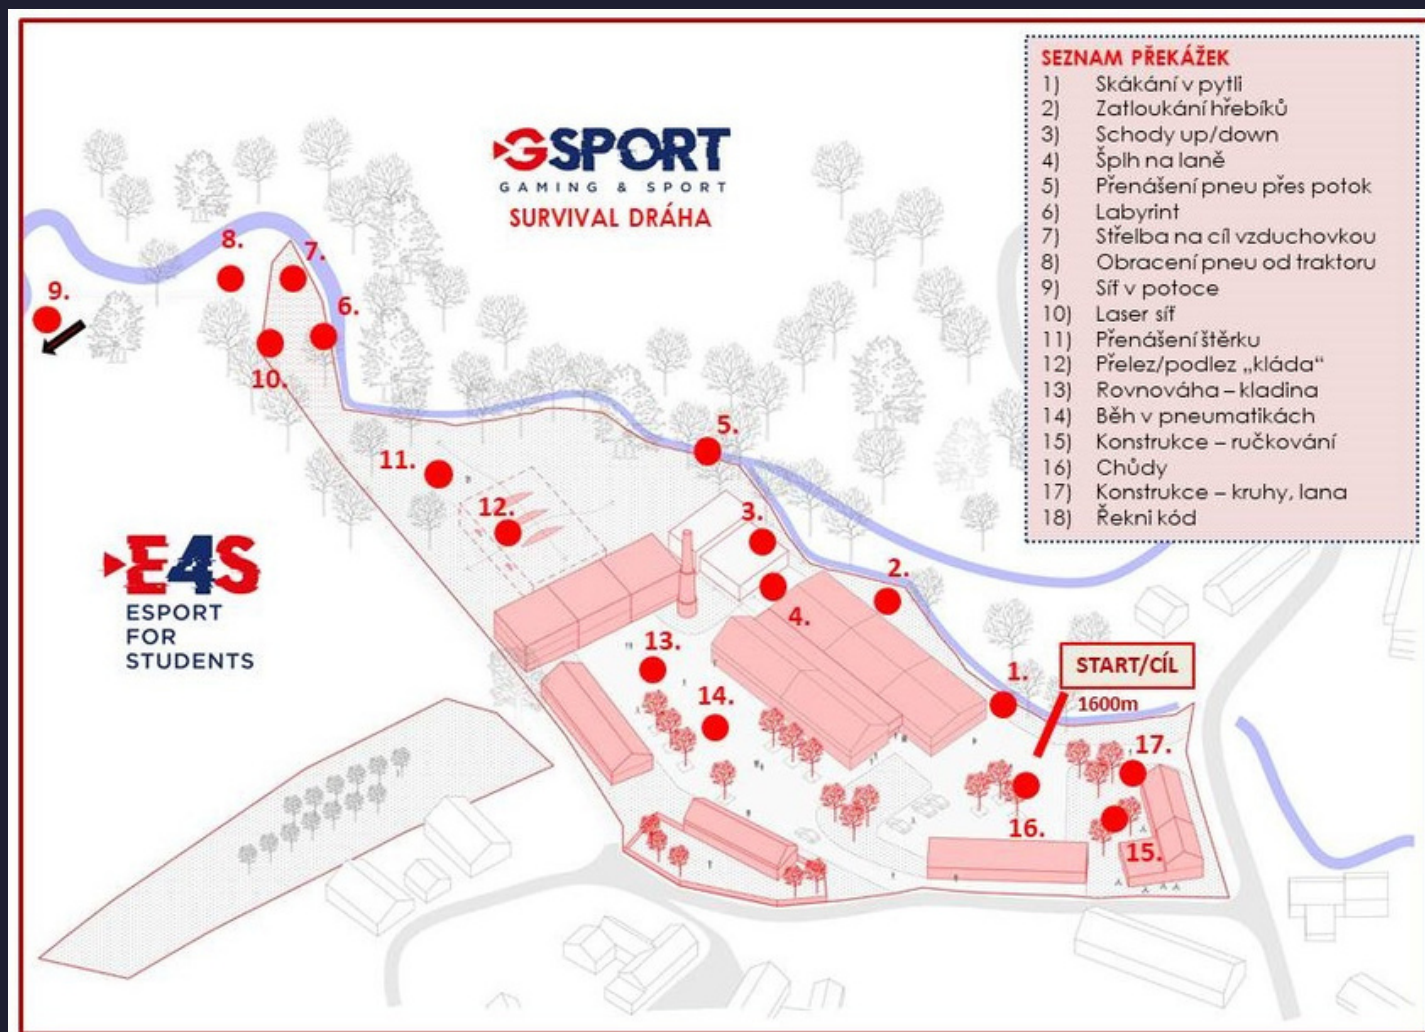 GSPORT
GAMING & SPORT
SURVIVAL DRÁHA
SEZNAM PŘEKÁŽEK
1) Skákání v pytli
2) Zatloukání hřebíků
3) Schody up/down
4) Šplh na laně
5) Přenášení pneu přes potok
6) Labyrint
7) Střelba na cíl vzduchovkou
8) Obracení pneu od traktoru
9) Síť v potoce
10) Laser síť
11) Přenášení štěrku
12) Přelez/podlez „kláda“
13) Rovnováha – kladina
14) Běh v pneumatikách
15) Konstrukce – ručkování
16) Chůdy
17) Konstrukce – kruhy, lana
18) Řekni kód
8.
7.
9.
6.
10.
5.
11.
12.
3.
2.
4.
E4S
ESPORT
FOR
STUDENTS
13.
START/CÍL
1.
1600m
14.
17.
16.
15.